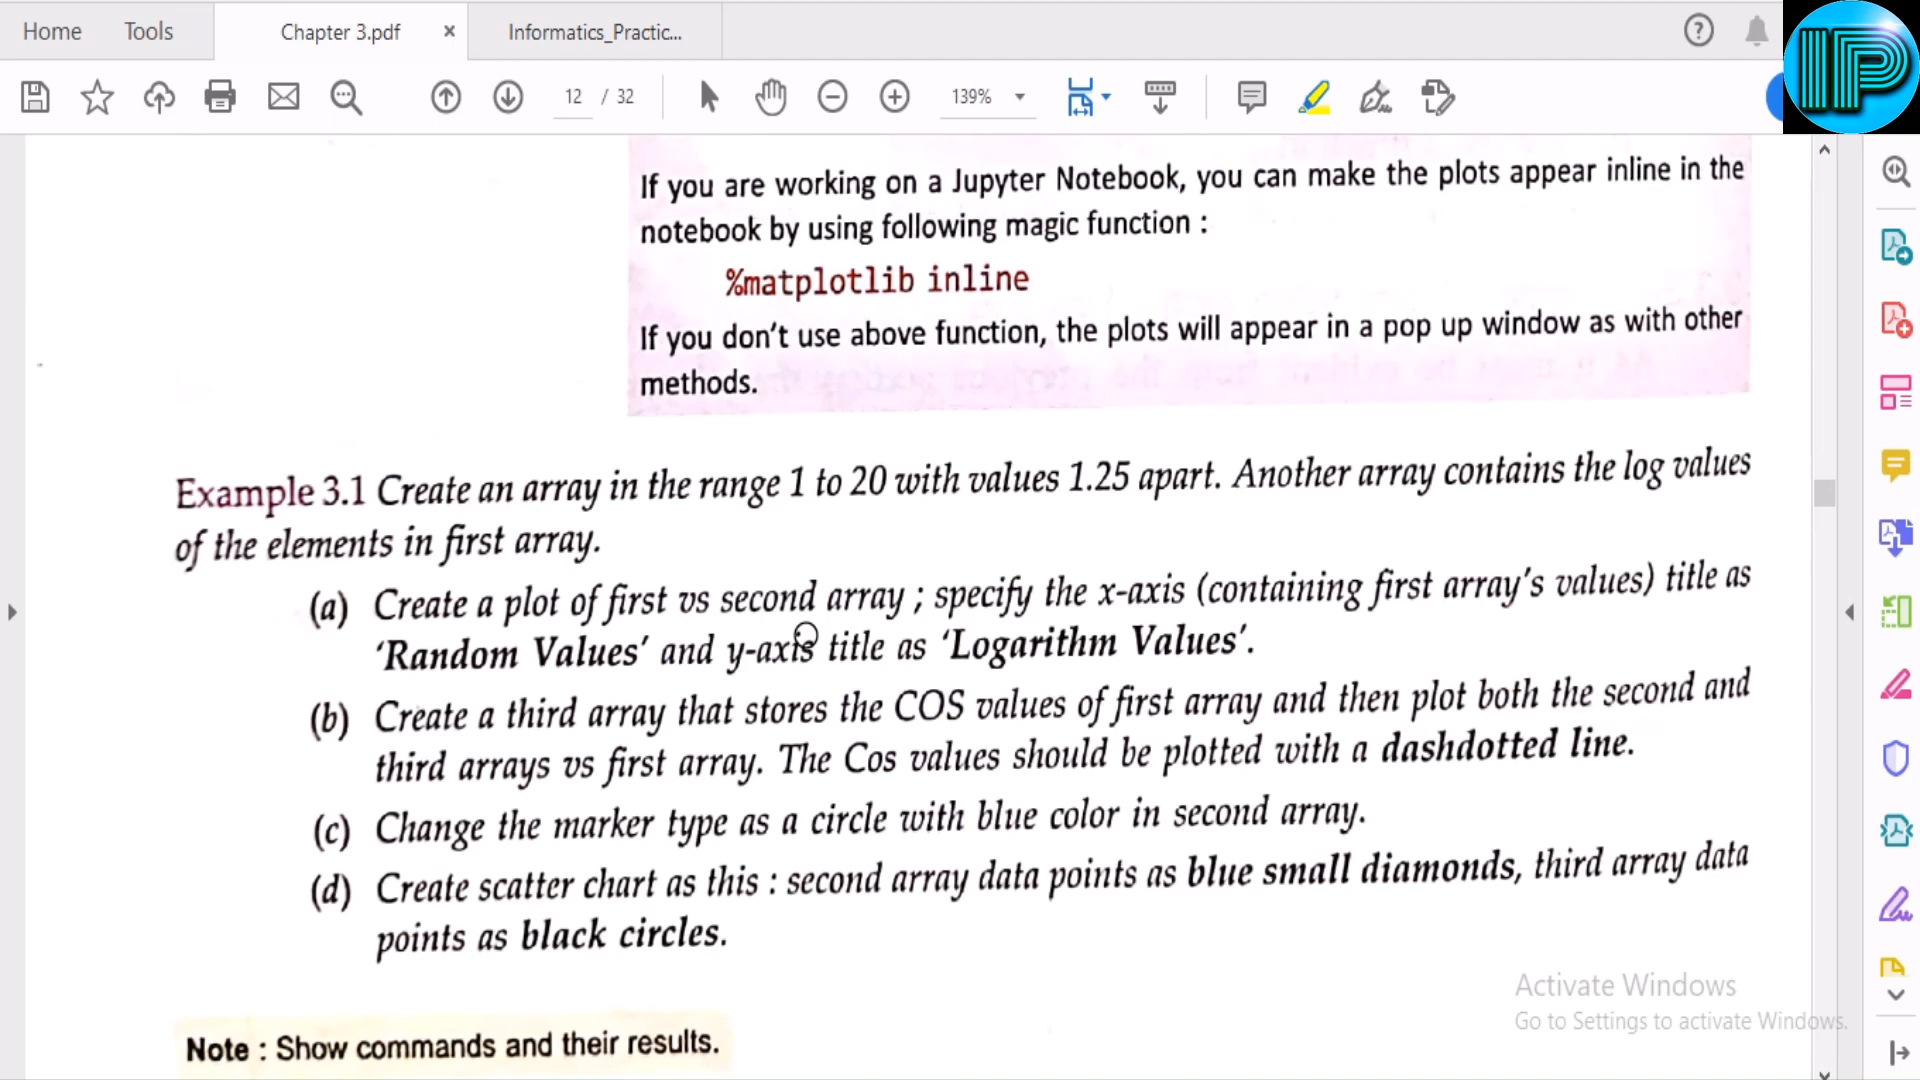 Home Tools Chapter 3.pdf × Informatics_Practic... ?
12 / 32 139%
IP
If you are working on a Jupyter Notebook, you can make the plots appear inline in the
notebook by using following magic function :
%matplotlib inline
If you don't use above function, the plots will appear in a pop up window as with other
methods.
Example 3.1 Create an array in the range 1 to 20 with values 1.25 apart. Another array contains the log values
of the elements in first array.
(a) Create a plot of first vs second array ; specify the x-axis (containing first array's values) title as
'Random Values' and y-axis title as 'Logarithm Values'.
(b) Create a third array that stores the COS values of first array and then plot both the second and
third arrays vs first array. The Cos values should be plotted with a dashdotted line.
(c) Change the marker type as a circle with blue color in second array.
(d) Create scatter chart as this : second array data points as blue small diamonds, third array data
points as black circles.
Note : Show commands and their results.
Activate Windows
Go to Settings to activate Windows.